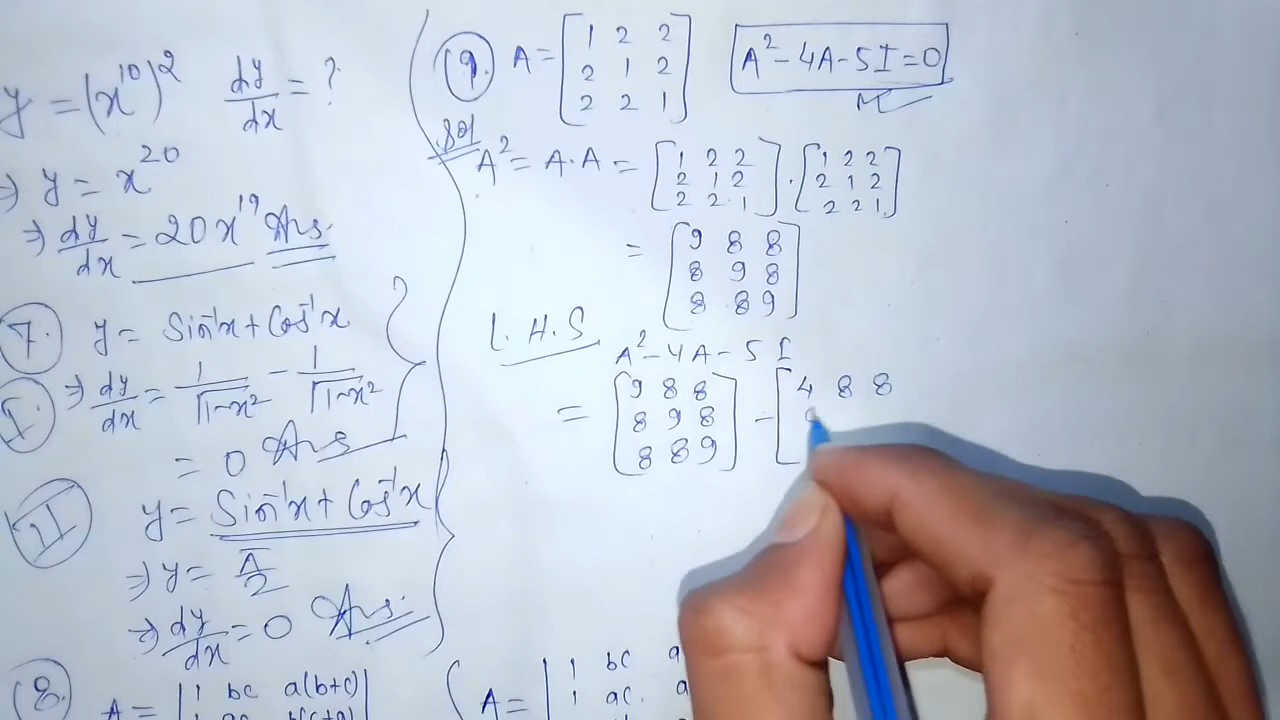 y = (x^10)^2   dy/dx = ?
⇒ y = x^20
⇒ dy/dx = 20x^19 Ans.
7. y = Sin^-1x + Cos^-1x
I. ⇒ dy/dx = 1/√1-x² - 1/√1-x²
= 0 Ans
II y = Sin^-1x + Cos^-1x
⇒ y = π/2
⇒ dy/dx = 0 Ans.
8. A = | 1 bc a(b+c) |
9. A = [ 1 2 2
2 1 2
2 2 1 ]
A² - 4A - 5I = 0
Sol
A² = A.A = [ 1 2 2 ] . [ 1 2 2 ]
[ 2 1 2 ] [ 2 1 2 ]
[ 2 2 1 ] [ 2 2 1 ]
= [ 9 8 8
8 9 8
8 8 9 ]
L.H.S
A² - 4A - 5 I
= [ 9 8 8 ] - [ 4 8 8
8 9 8
8 8 9 ]
A = | 1 bc a
1 ac. a